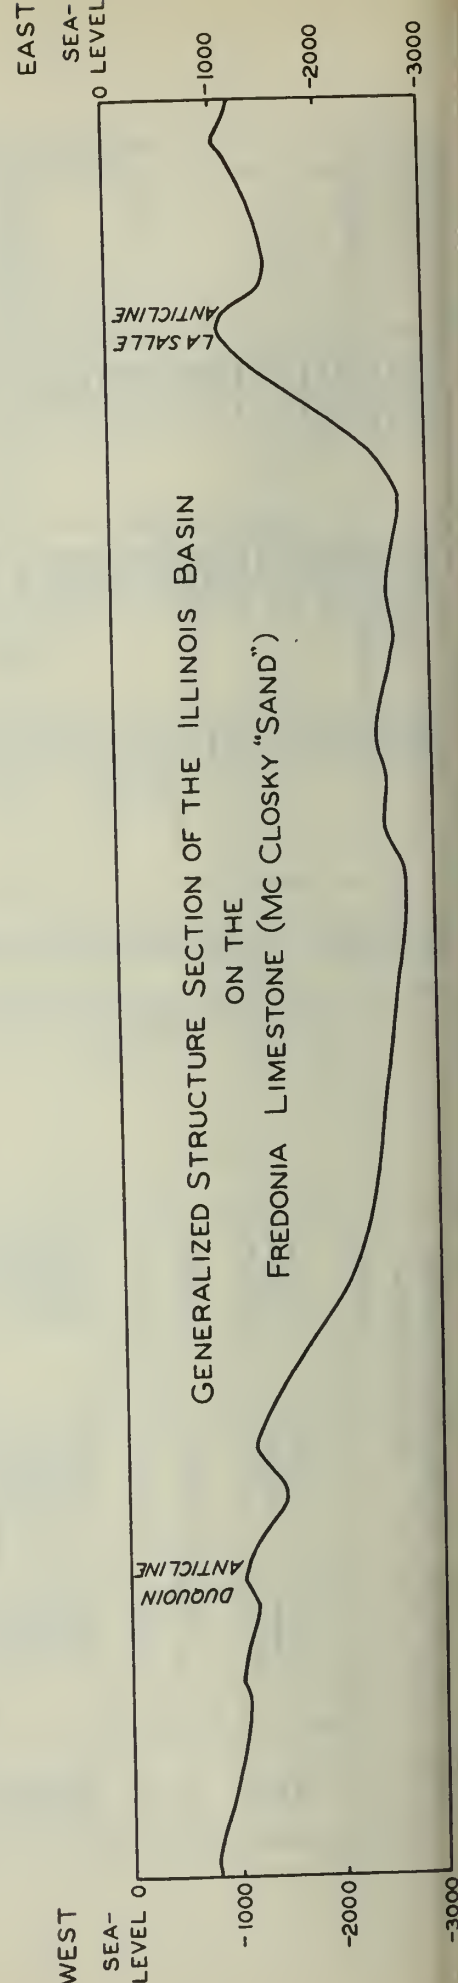 WEST
SEA-
LEVEL 0
-1000
-2000
-3000
DUQUOIN
ANTICLINE
GENERALIZED STRUCTURE SECTION OF THE ILLINOIS BASIN
ON THE
FREDONIA LIMESTONE (MC CLOSKY "SAND")
LA SALLE
ANTICLINE
EAST
SEA-
0 LEVEL
-1000
-2000
-3000